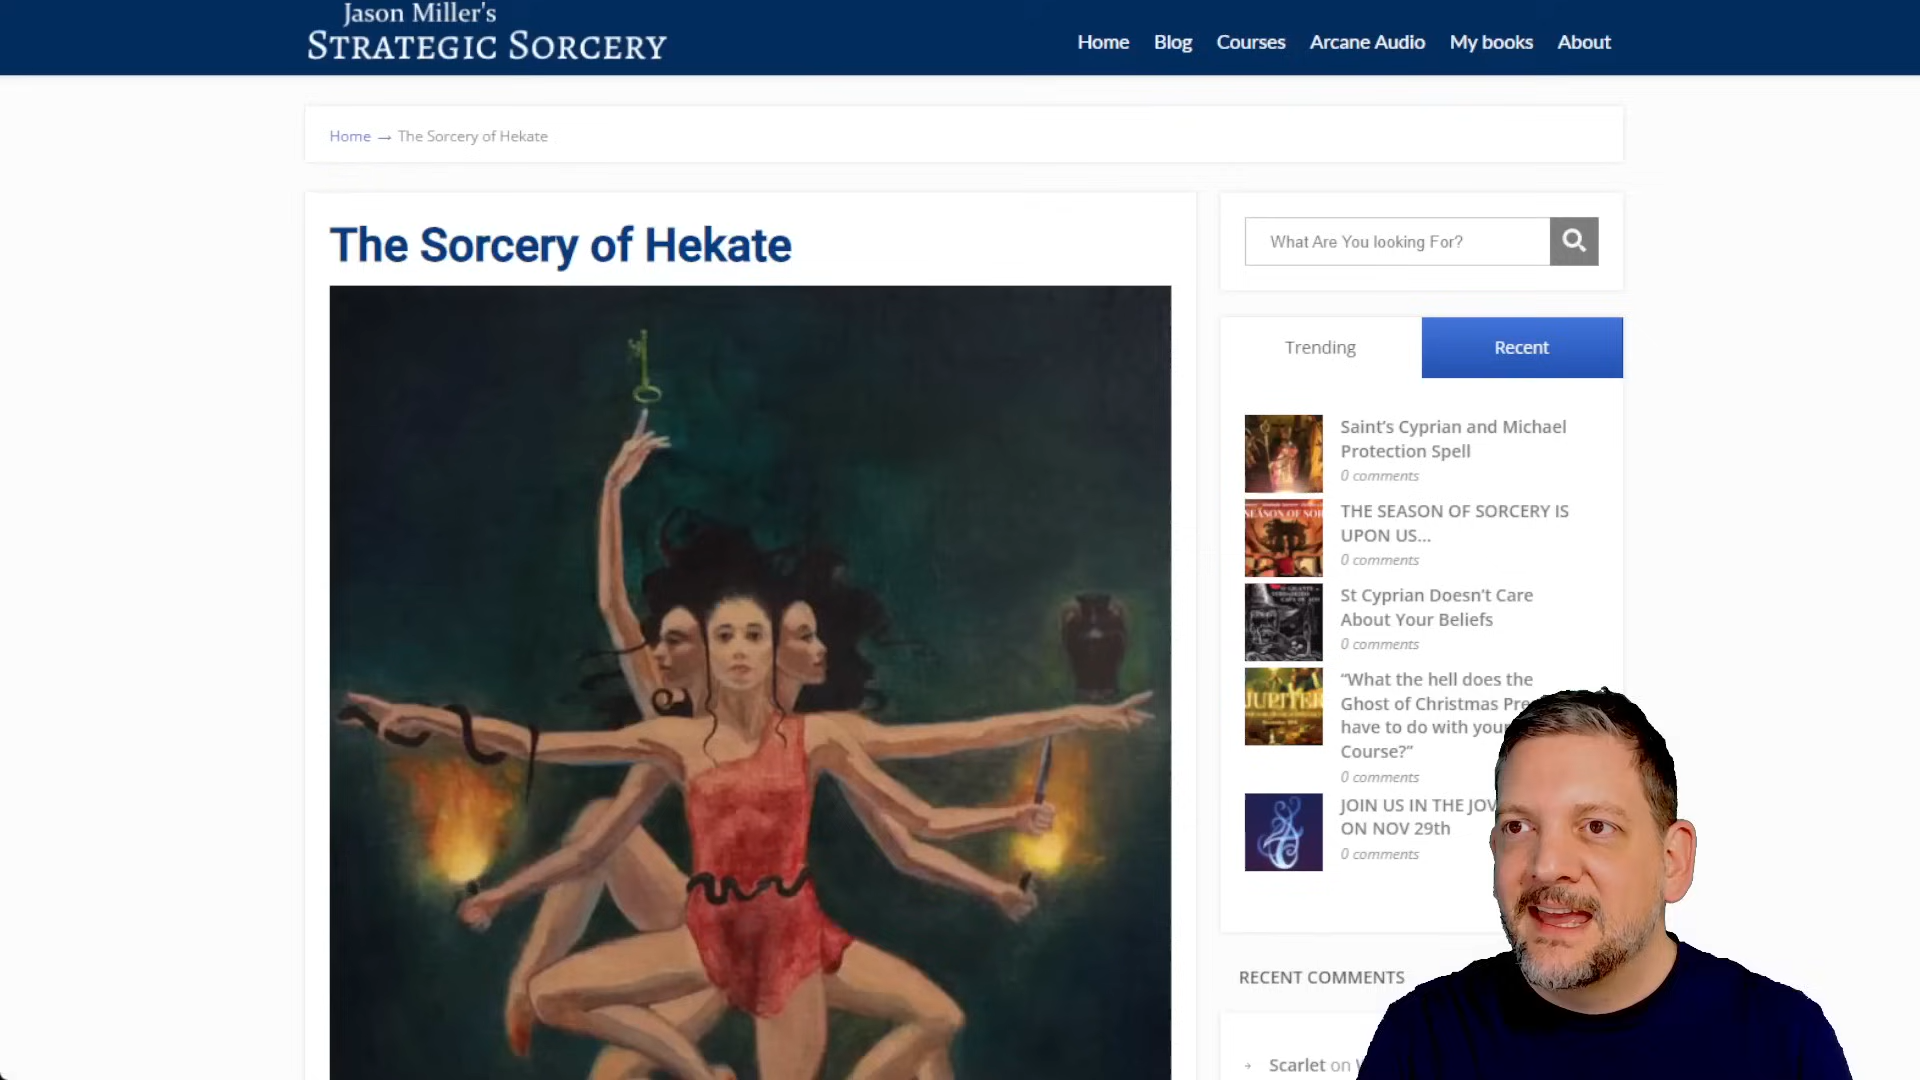 Jason Miller's
STRATEGIC SORCERY
Home Blog Courses Arcane Audio My books About
Home → The Sorcery of Hekate
The Sorcery of Hekate
What Are You looking For?
Trending Recent
Saint's Cyprian and Michael
Protection Spell
0 comments
THE SEASON OF SORCERY IS
UPON US...
0 comments
St Cyprian Doesn't Care
About Your Beliefs
0 comments
“What the hell does the
Ghost of Christmas Pre
have to do with your
Course?”
0 comments
JOIN US IN THE JOV
ON NOV 29th
0 comments
JUPITER
RECENT COMMENTS
Scarlet on